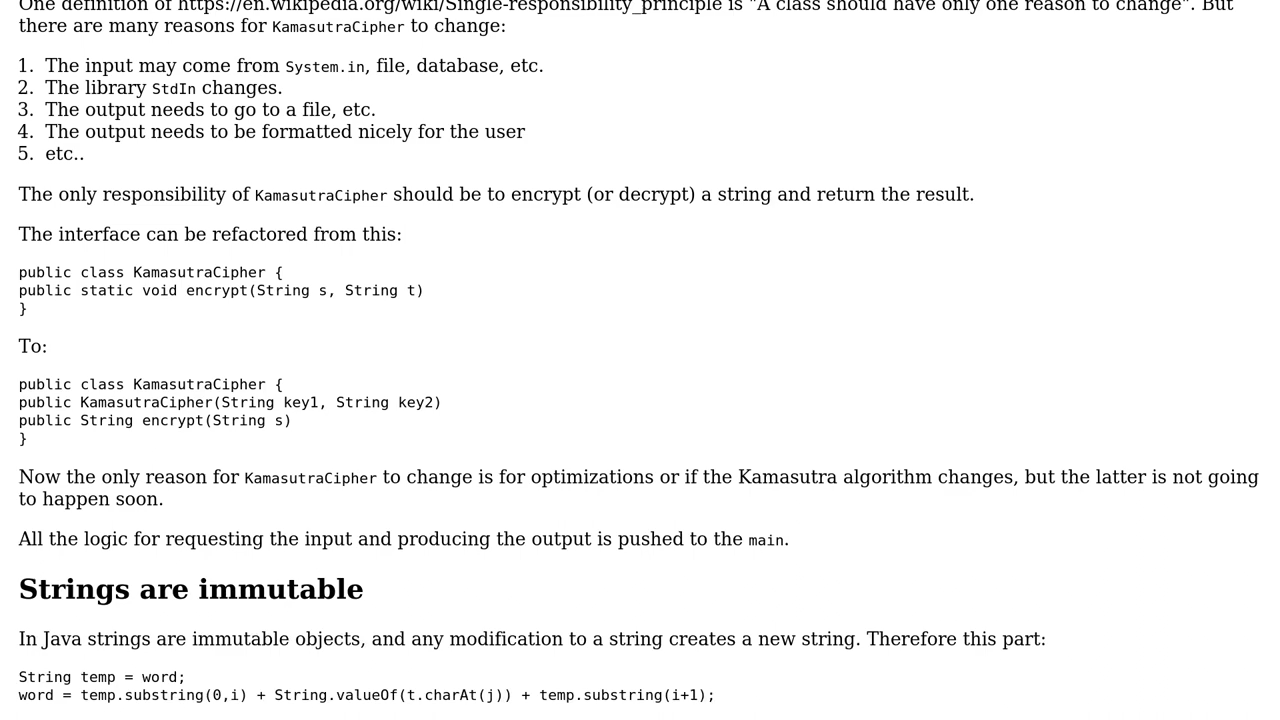 One definition of https://en.wikipedia.org/wiki/Single-responsibility_principle is "A class should have only one reason to change". But
there are many reasons for KamasutraCipher to change:
1. The input may come from System.in, file, database, etc.
2. The library StdIn changes.
3. The output needs to go to a file, etc.
4. The output needs to be formatted nicely for the user
5. etc..
The only responsibility of KamasutraCipher should be to encrypt (or decrypt) a string and return the result.
The interface can be refactored from this:
public class KamasutraCipher {
public static void encrypt(String s, String t)
}
To:
public class KamasutraCipher {
public KamasutraCipher(String key1, String key2)
public String encrypt(String s)
}
Now the only reason for KamasutraCipher to change is for optimizations or if the Kamasutra algorithm changes, but the latter is not going
to happen soon.
All the logic for requesting the input and producing the output is pushed to the main.
Strings are immutable
In Java strings are immutable objects, and any modification to a string creates a new string. Therefore this part:
String temp = word;
word = temp.substring(0,i) + String.valueOf(t.charAt(j)) + temp.substring(i+1);